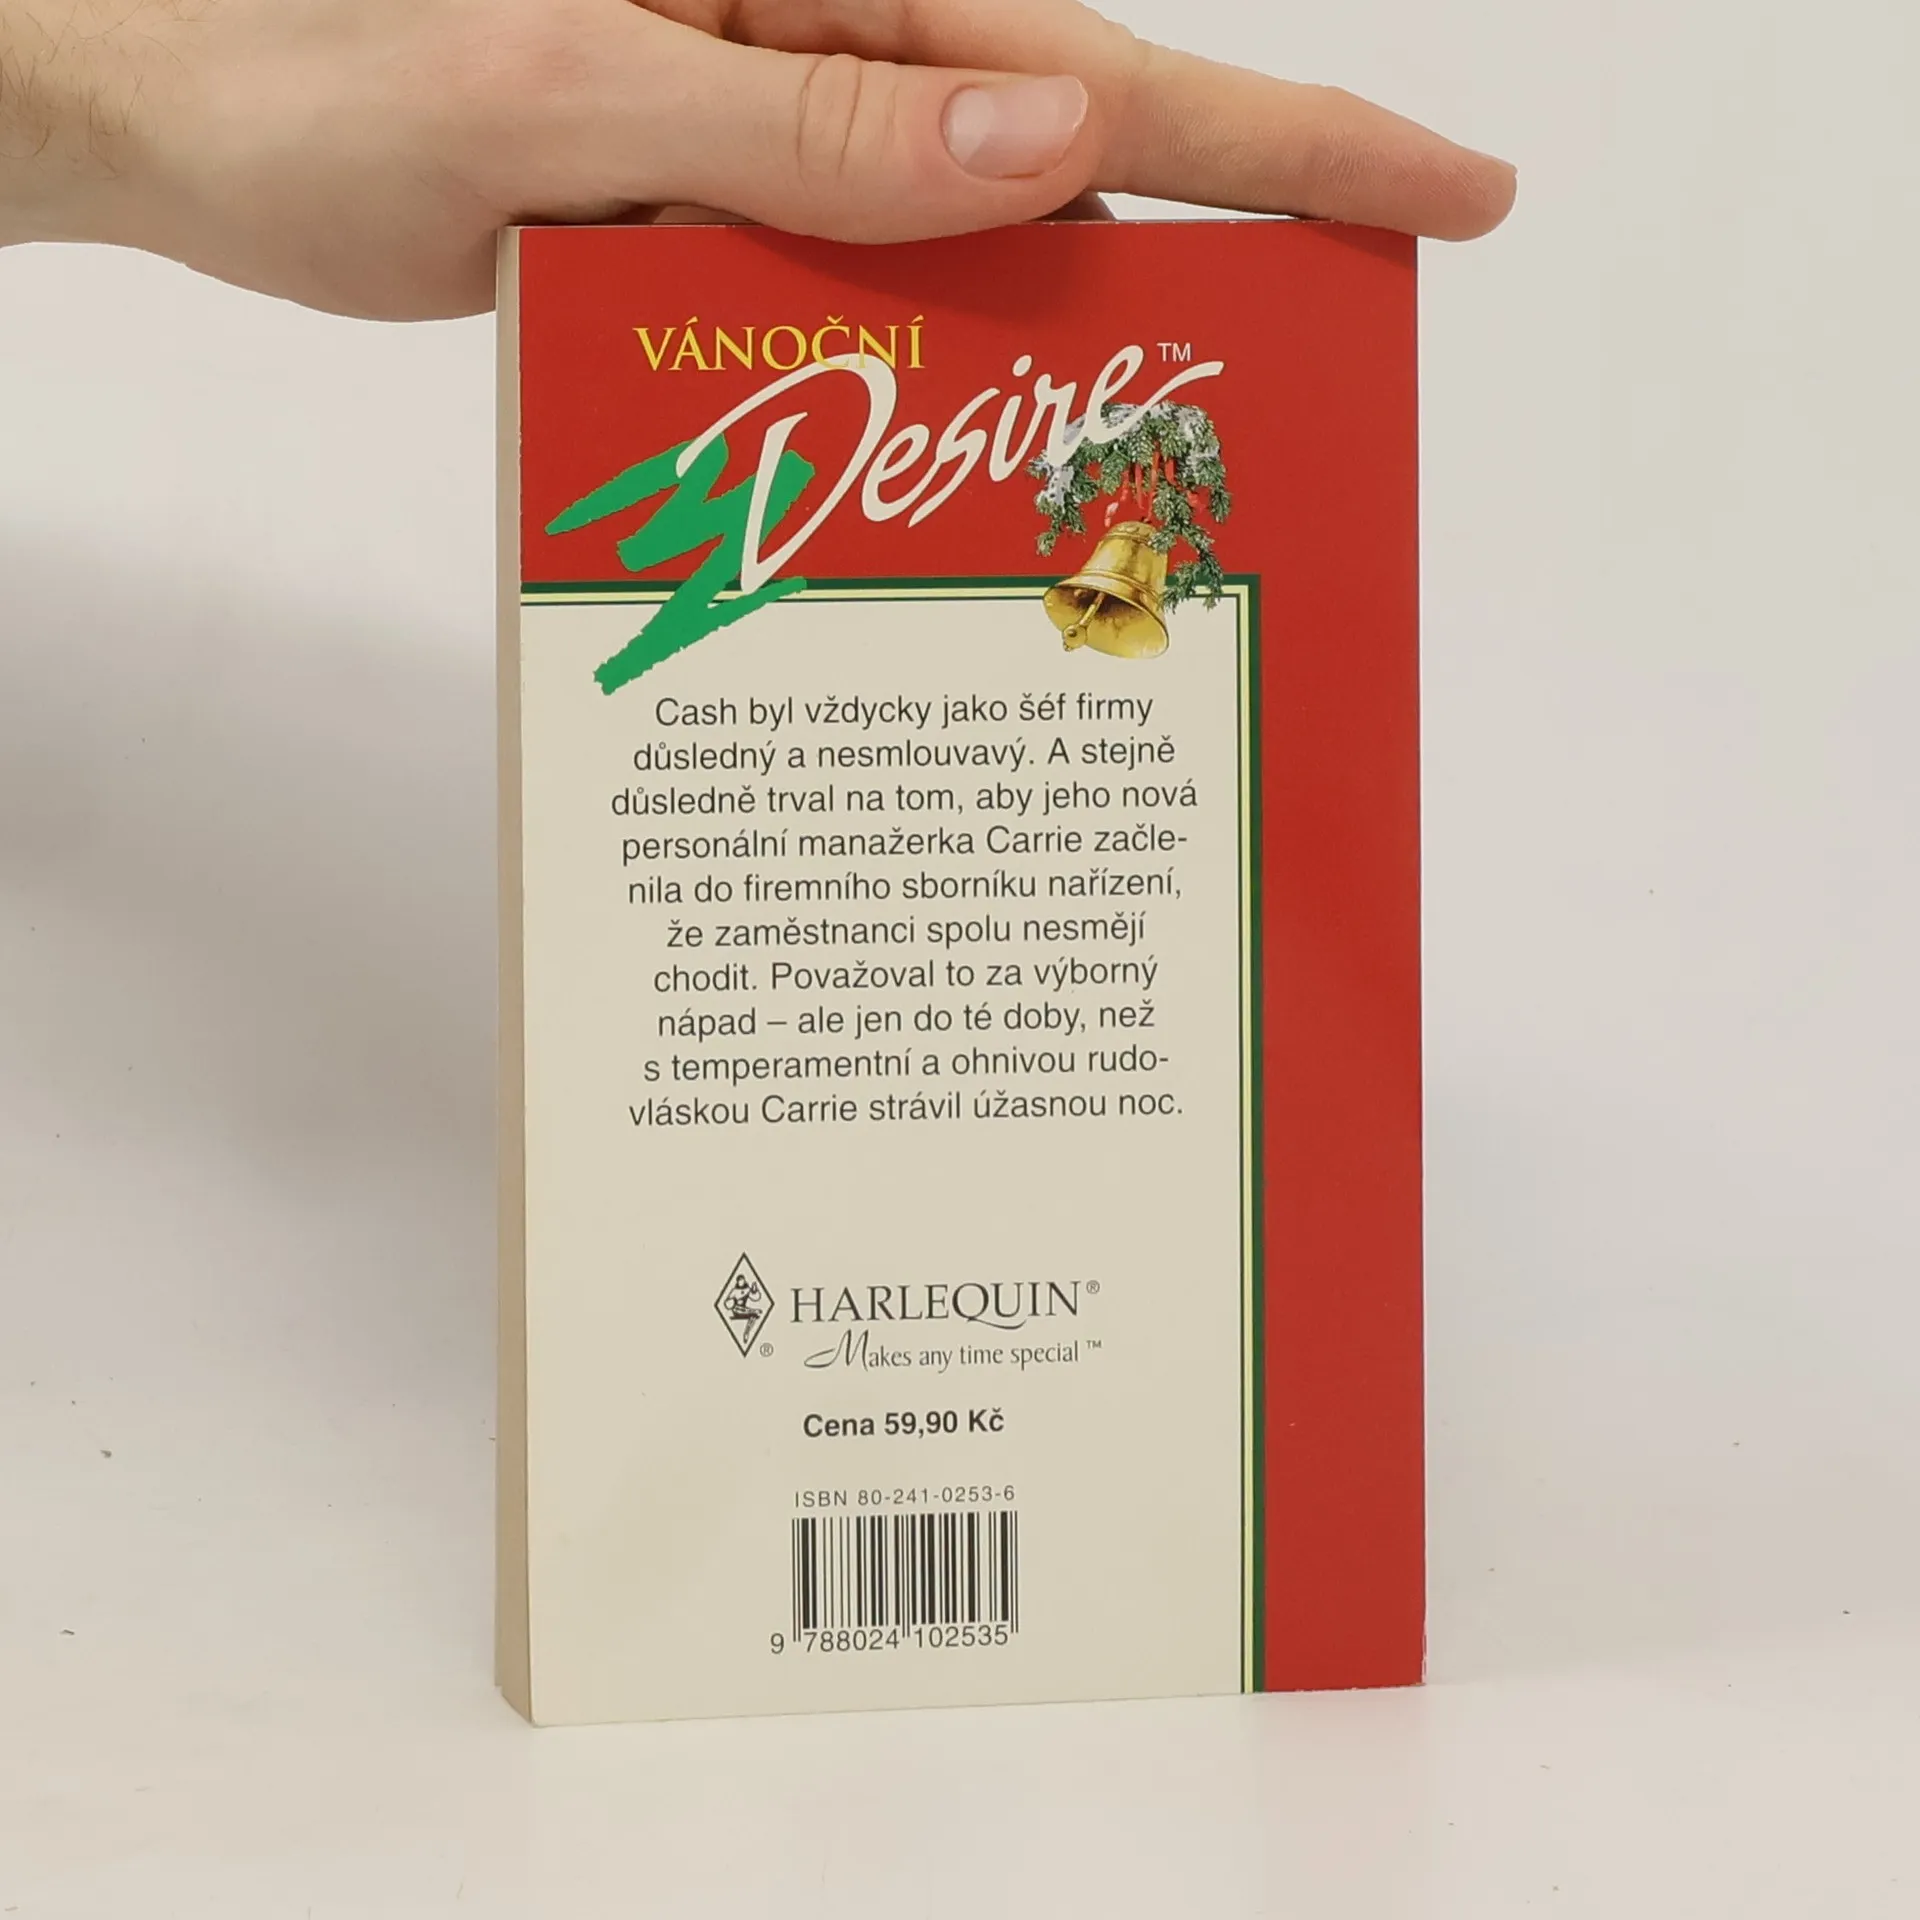 VÁNOČNÍ
Desire™
Cash byl vždycky jako šéf firmy
důsledný a nesmlouvavý. A stejně
důsledně trval na tom, aby jeho nová
personální manažerka Carrie začle-
nila do firemního sborníku nařízení,
že zaměstnanci spolu nesmějí
chodit. Považoval to za výborný
nápad – ale jen do té doby, než
s temperamentní a ohnivou rudo-
vláskou Carrie strávil úžasnou noc.
HARLEQUIN®
®
Makes any time special™
Cena 59,90 Kč
ISBN 80-241-0253-6
9 788024 102535